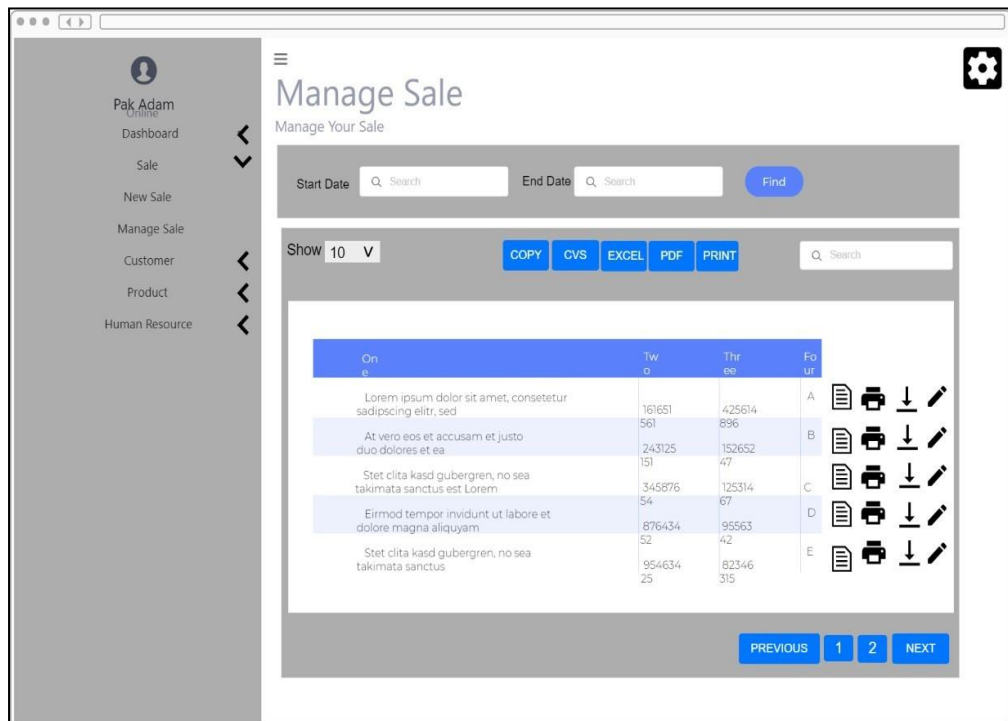 Pak Adam
Online
Dashboard
Sale
New Sale
Manage Sale
Customer
Product
Human Resource
Manage Sale
Manage Your Sale
Start Date Search End Date Search Find
Show 10 V COPY CVS EXCEL PDF PRINT Search
On Tw Thr Fo
e o ee ur
Lorem ipsum dolor sit amet, consetetur A
sadipscing elitr, sed 161651 425614
561 896
At vero eos et accusam et justo B
duo dolores et ea 243125 152652
151 47
Stet clita kasd gubergren, no sea
takimata sanctus est Lorem 345876 125314 C
54 67
Eirmod tempor invidunt ut labore et D
dolore magna aliquyam 876434 95563
52 42
Stet clita kasd gubergren, no sea E
takimata sanctus 954634 82346
25 315
PREVIOUS 1 2 NEXT